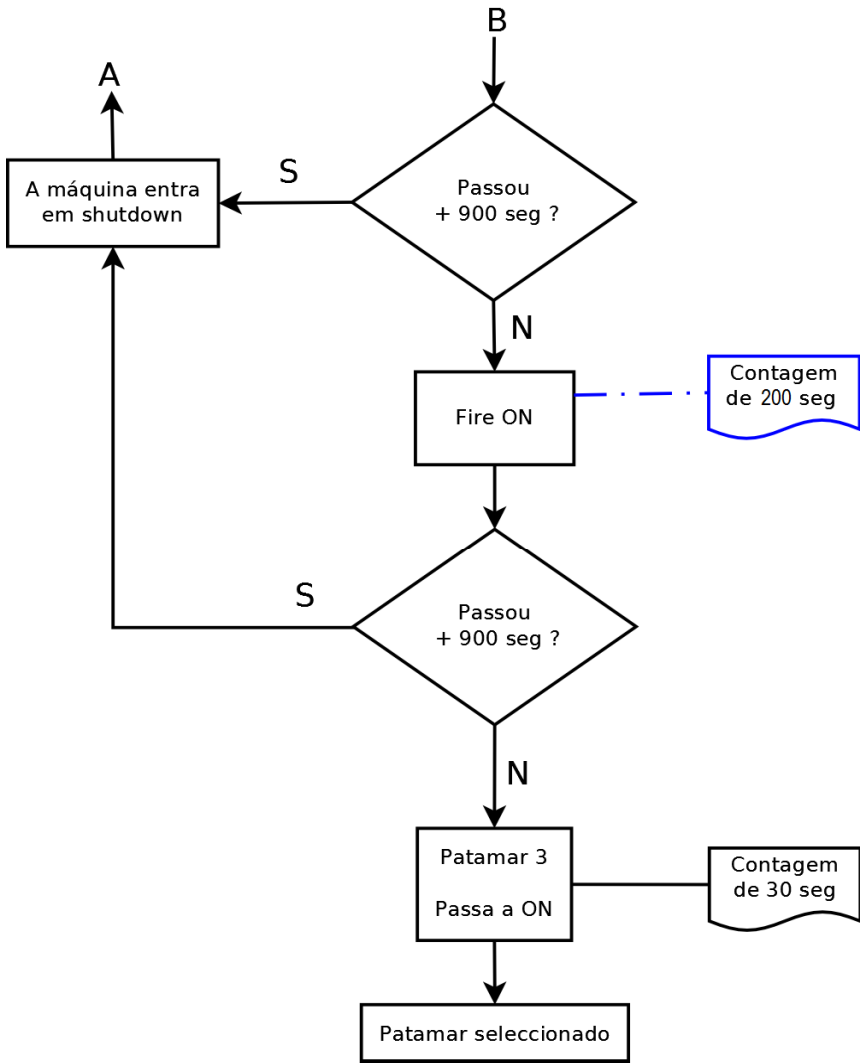 B
A
A máquina entra
em shutdown
S
Passou
+ 900 seg ?
N
Fire ON
Contagem
de 200 seg
S
Passou
+ 900 seg ?
N
Patamar 3
Passa a ON
Contagem
de 30 seg
Patamar seleccionado